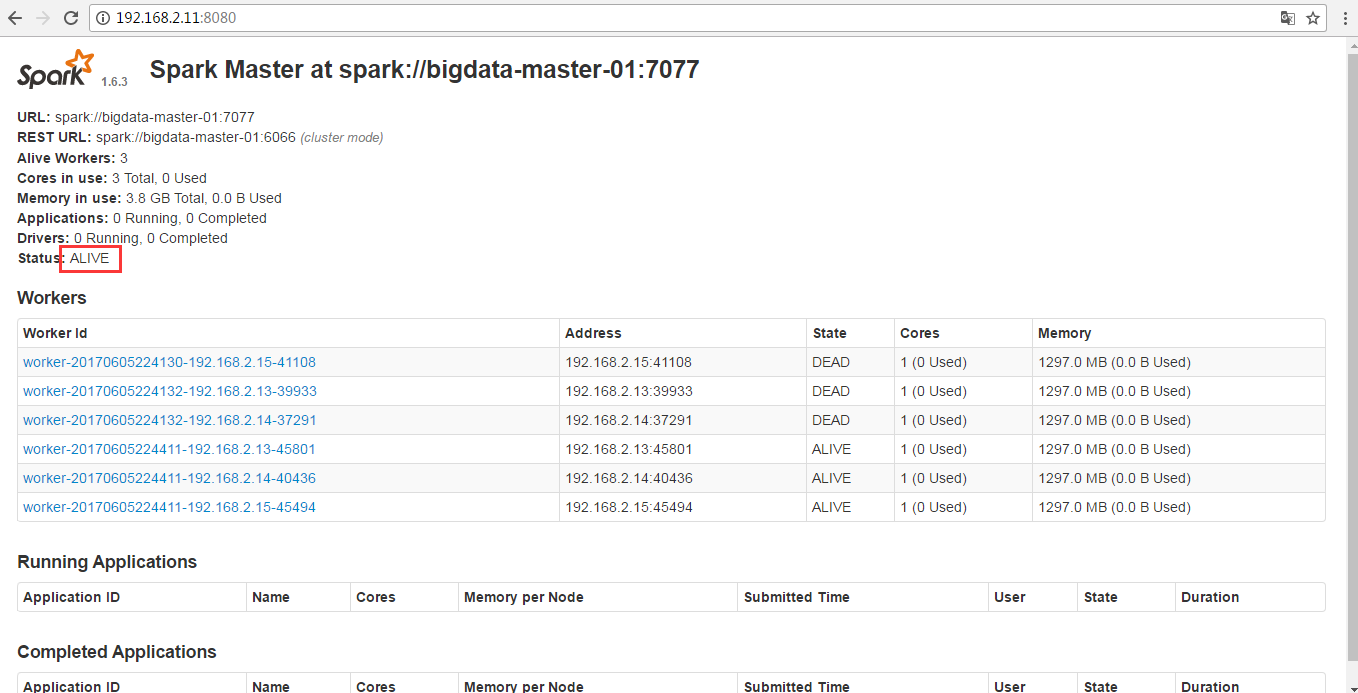 192.168.2.11:8080
Spark 1.6.3 Spark Master at spark://bigdata-master-01:7077
URL: spark://bigdata-master-01:7077
REST URL: spark://bigdata-master-01:6066 (cluster mode)
Alive Workers: 3
Cores in use: 3 Total, 0 Used
Memory in use: 3.8 GB Total, 0.0 B Used
Applications: 0 Running, 0 Completed
Drivers: 0 Running, 0 Completed
Status: ALIVE
Workers
Worker Id Address State Cores Memory
worker-20170605224130-192.168.2.15-41108 192.168.2.15:41108 DEAD 1 (0 Used) 1297.0 MB (0.0 B Used)
worker-20170605224132-192.168.2.13-39933 192.168.2.13:39933 DEAD 1 (0 Used) 1297.0 MB (0.0 B Used)
worker-20170605224132-192.168.2.14-37291 192.168.2.14:37291 DEAD 1 (0 Used) 1297.0 MB (0.0 B Used)
worker-20170605224411-192.168.2.13-45801 192.168.2.13:45801 ALIVE 1 (0 Used) 1297.0 MB (0.0 B Used)
worker-20170605224411-192.168.2.14-40436 192.168.2.14:40436 ALIVE 1 (0 Used) 1297.0 MB (0.0 B Used)
worker-20170605224411-192.168.2.15-45494 192.168.2.15:45494 ALIVE 1 (0 Used) 1297.0 MB (0.0 B Used)
Running Applications
Application ID Name Cores Memory per Node Submitted Time User State Duration
Completed Applications
Application ID Name Cores Memory per Node Submitted Time User State Duration